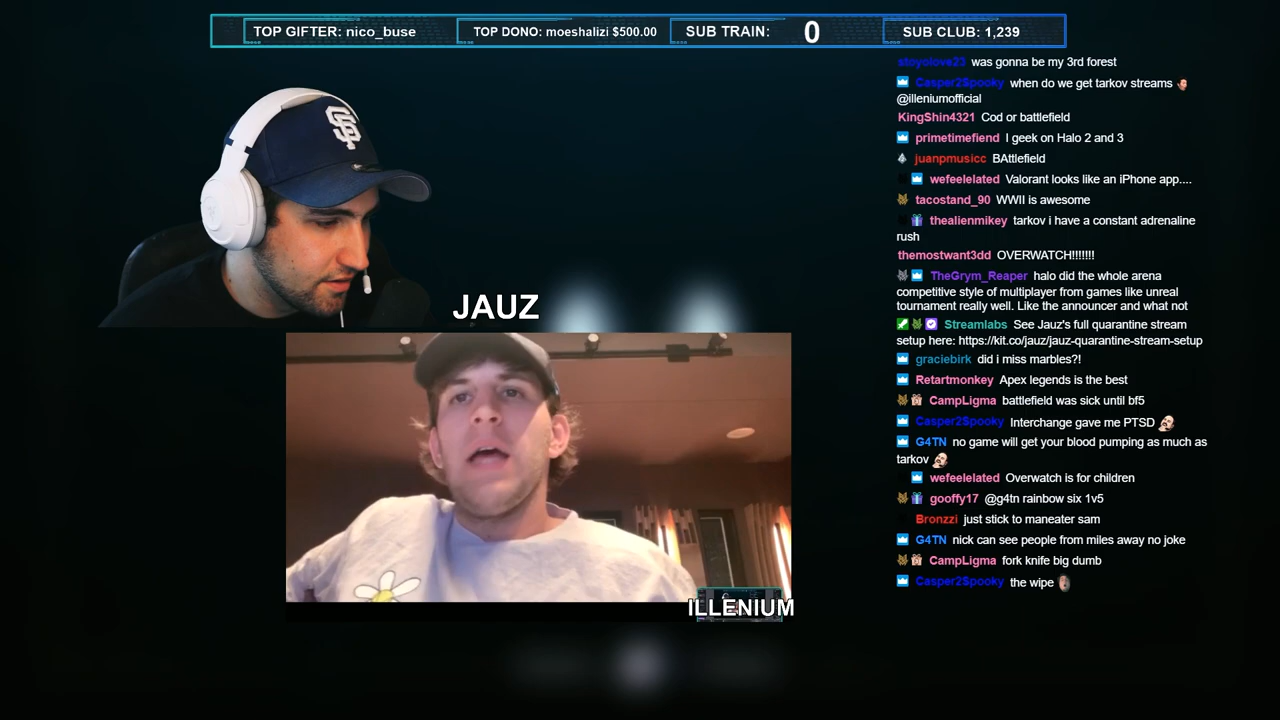 TOP GIFTER: nico_buse
TOP DONO: moeshalizi $500.00
SUB TRAIN: 0
SUB CLUB: 1,239
SF
JAUZ
ILLENIUM
stoyolove23 was gonna be my 3rd forest
Casper2Spooky when do we get tarkov streams
@illeniumofficial
KingShin4321 Cod or battlefield
primetimefiend I geek on Halo 2 and 3
juanpmusicc BAttlefield
wefeelelated Valorant looks like an iPhone app....
tacostand_90 WWII is awesome
thealienmikey tarkov i have a constant adrenaline
rush
themostwant3dd OVERWATCH!!!!!!!
TheGrym_Reaper halo did the whole arena
competitive style of multiplayer from games like unreal
tournament really well. Like the announcer and what not
Streamlabs See Jauz's full quarantine stream
setup here: https://kit.co/jauz/jauz-quarantine-stream-setup
graciebirk did i miss marbles?!
Retartmonkey Apex legends is the best
CampLigma battlefield was sick until bf5
Casper2Spooky Interchange gave me PTSD
G4TN no game will get your blood pumping as much as
tarkov
wefeelelated Overwatch is for children
gooffy17 @g4tn rainbow six 1v5
Bronzzi just stick to maneater sam
G4TN nick can see people from miles away no joke
CampLigma fork knife big dumb
Casper2Spooky the wipe